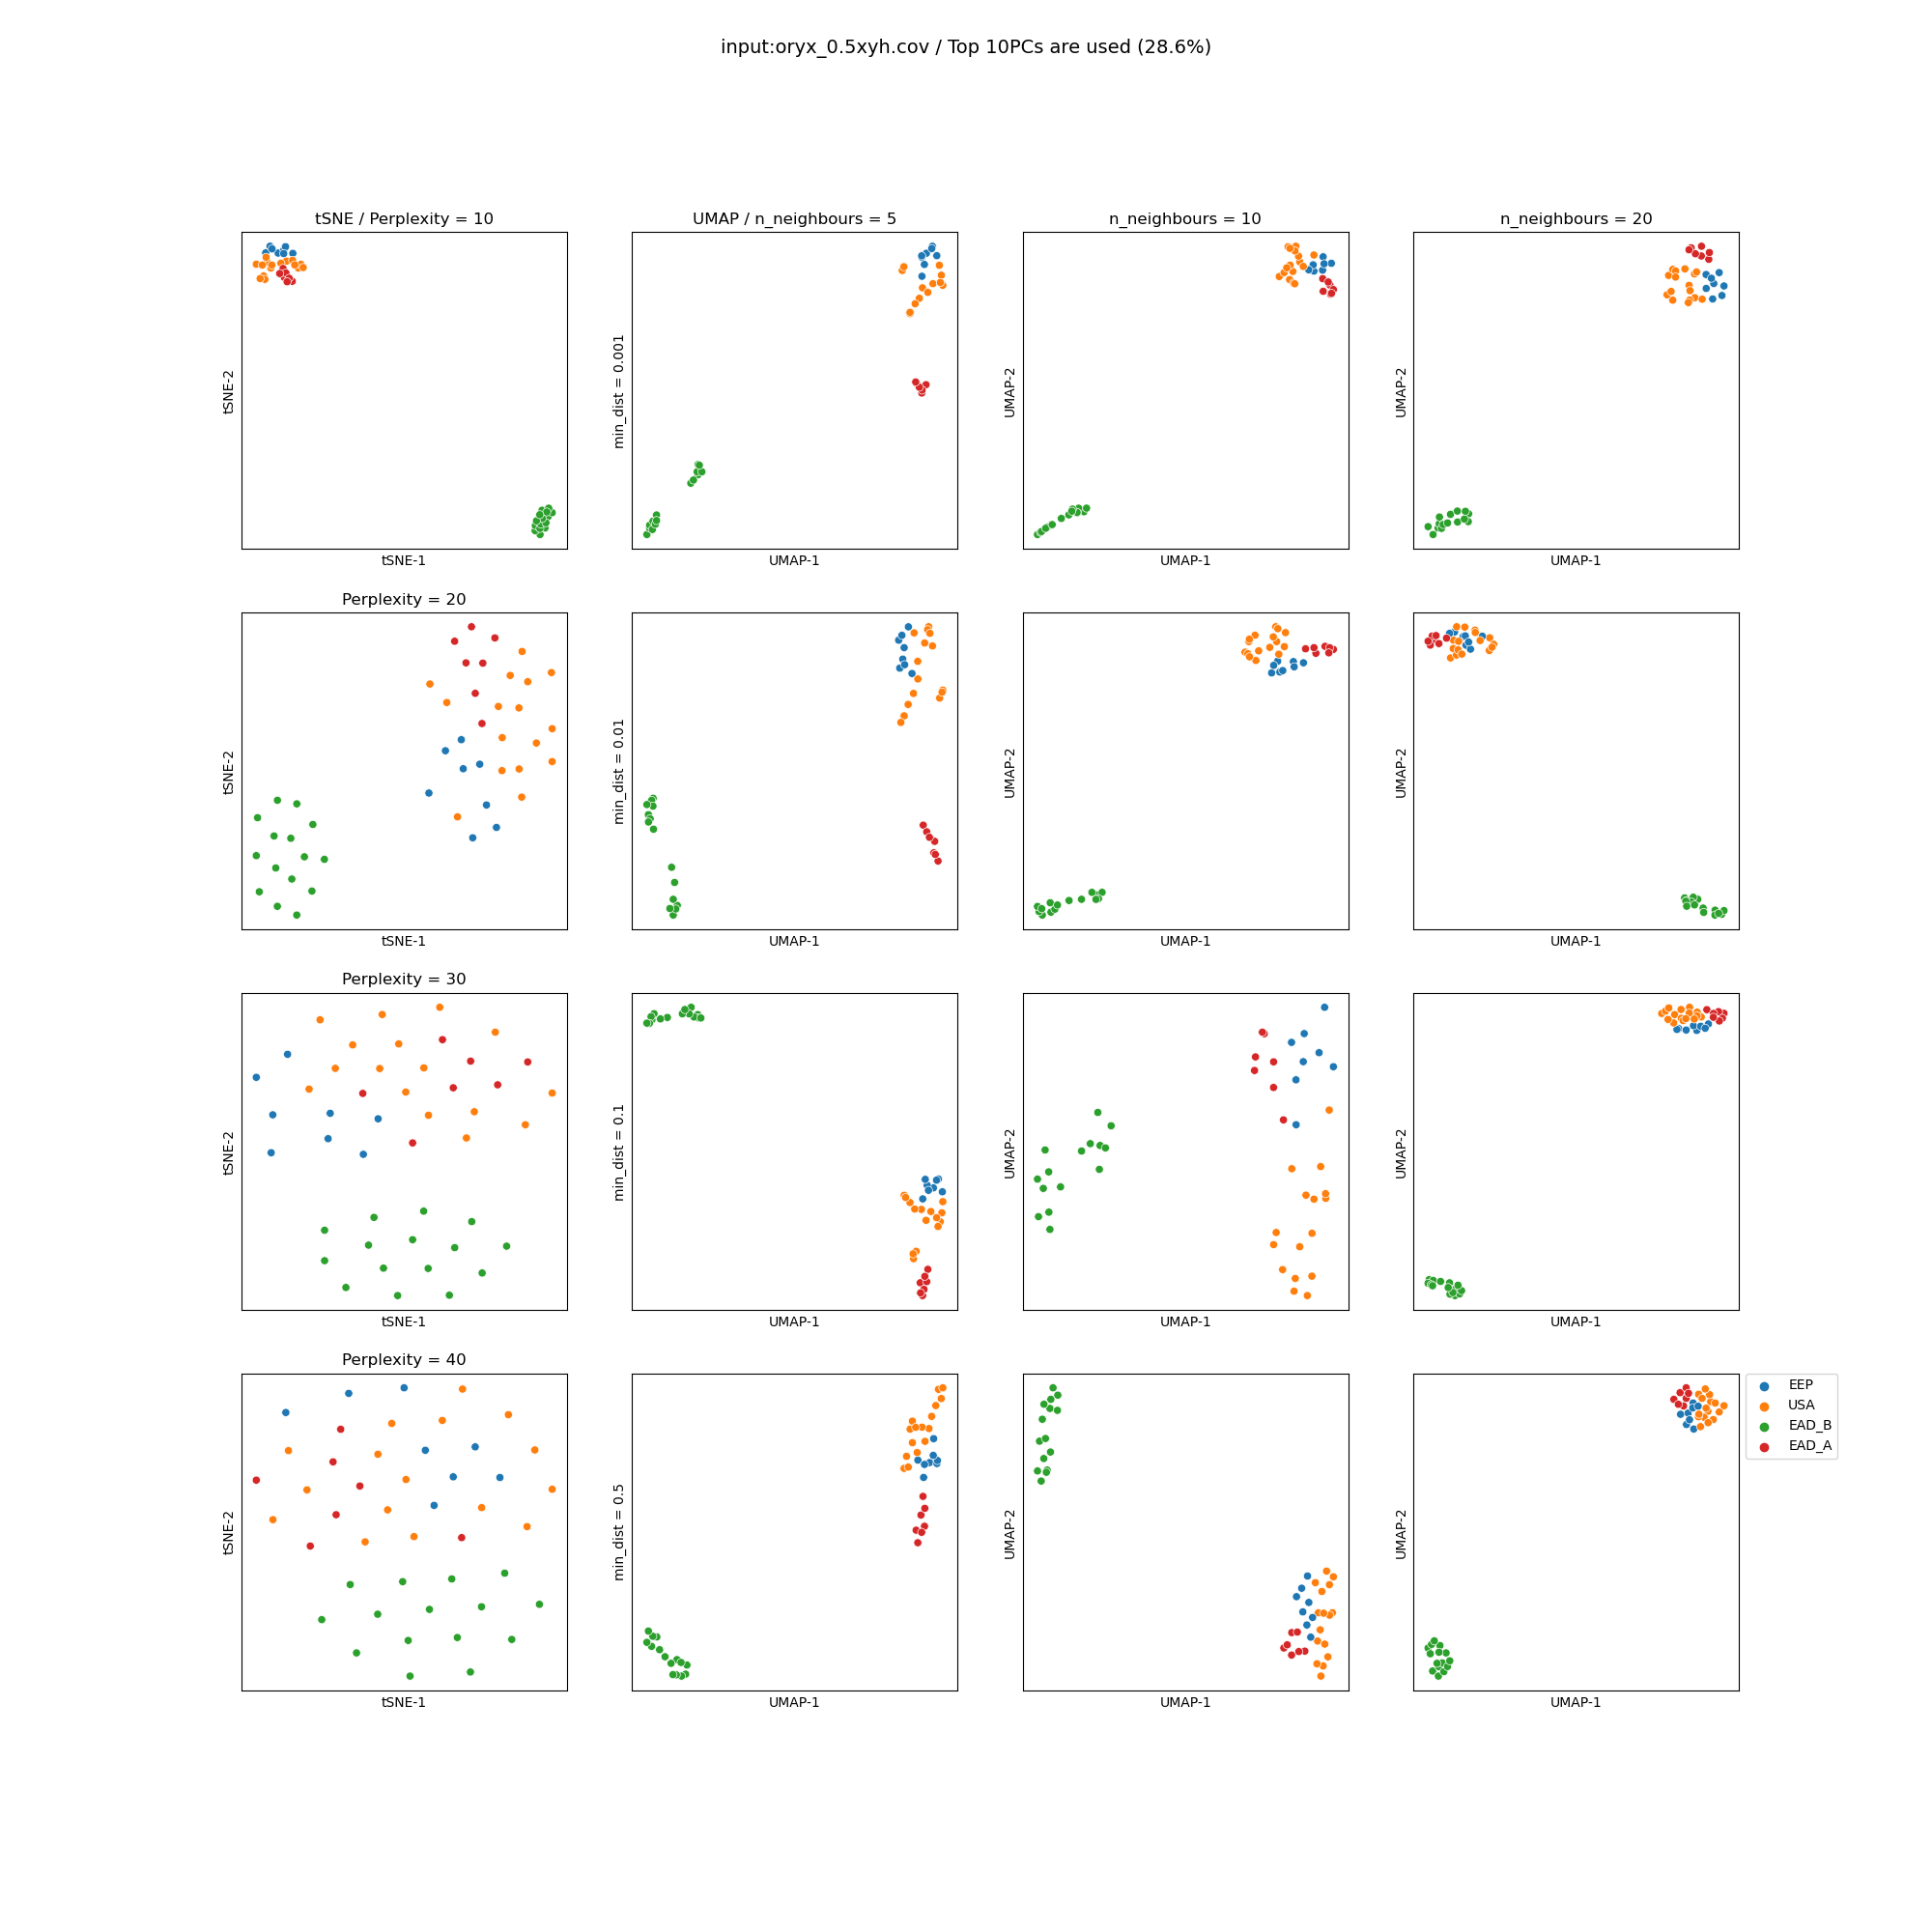 input:oryx_0.5xyh.cov / Top 10PCs are used (28.6%)
tSNE / Perplexity = 10
UMAP / n_neighbours = 5
n_neighbours = 10
n_neighbours = 20
tSNE-2
min_dist = 0.001
UMAP-2
UMAP-2
tSNE-1
UMAP-1
UMAP-1
UMAP-1
Perplexity = 20
tSNE-2
min_dist = 0.01
UMAP-2
UMAP-2
tSNE-1
UMAP-1
UMAP-1
UMAP-1
Perplexity = 30
tSNE-2
min_dist = 0.1
UMAP-2
UMAP-2
tSNE-1
UMAP-1
UMAP-1
UMAP-1
Perplexity = 40
tSNE-2
min_dist = 0.5
UMAP-2
UMAP-2
EEP
USA
EAD_B
EAD_A
tSNE-1
UMAP-1
UMAP-1
UMAP-1